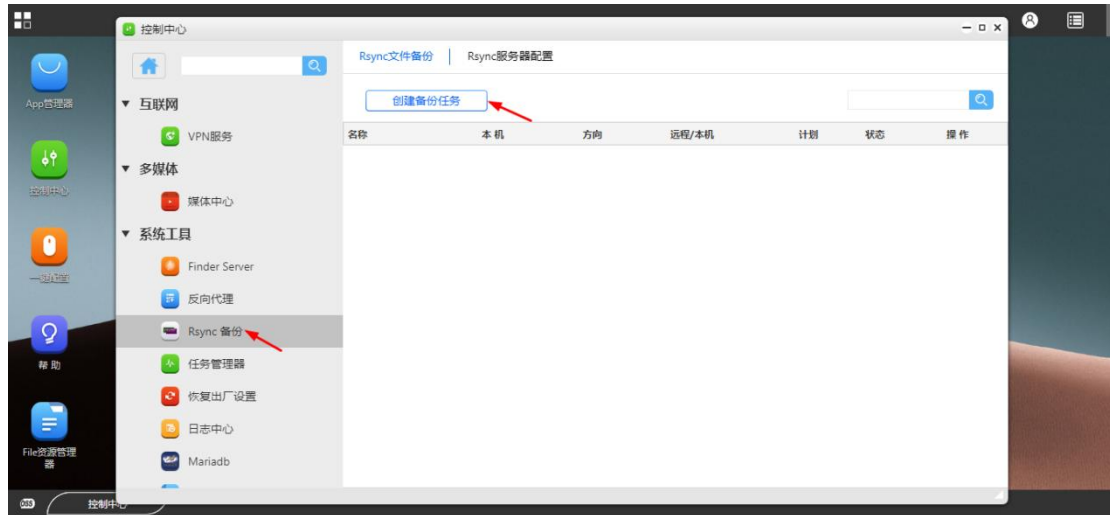 控制中心
App管理器
控制中心
一键配置
帮 助
File资源管理
器
互联网
VPN服务
多媒体
媒体中心
系统工具
Finder Server
反向代理
Rsync 备份
任务管理器
恢复出厂设置
日志中心
Mariadb
Rsync文件备份
Rsync服务器配置
创建备份任务
名称 本 机 方向 远程/本机 计划 状态 操 作
控制中心